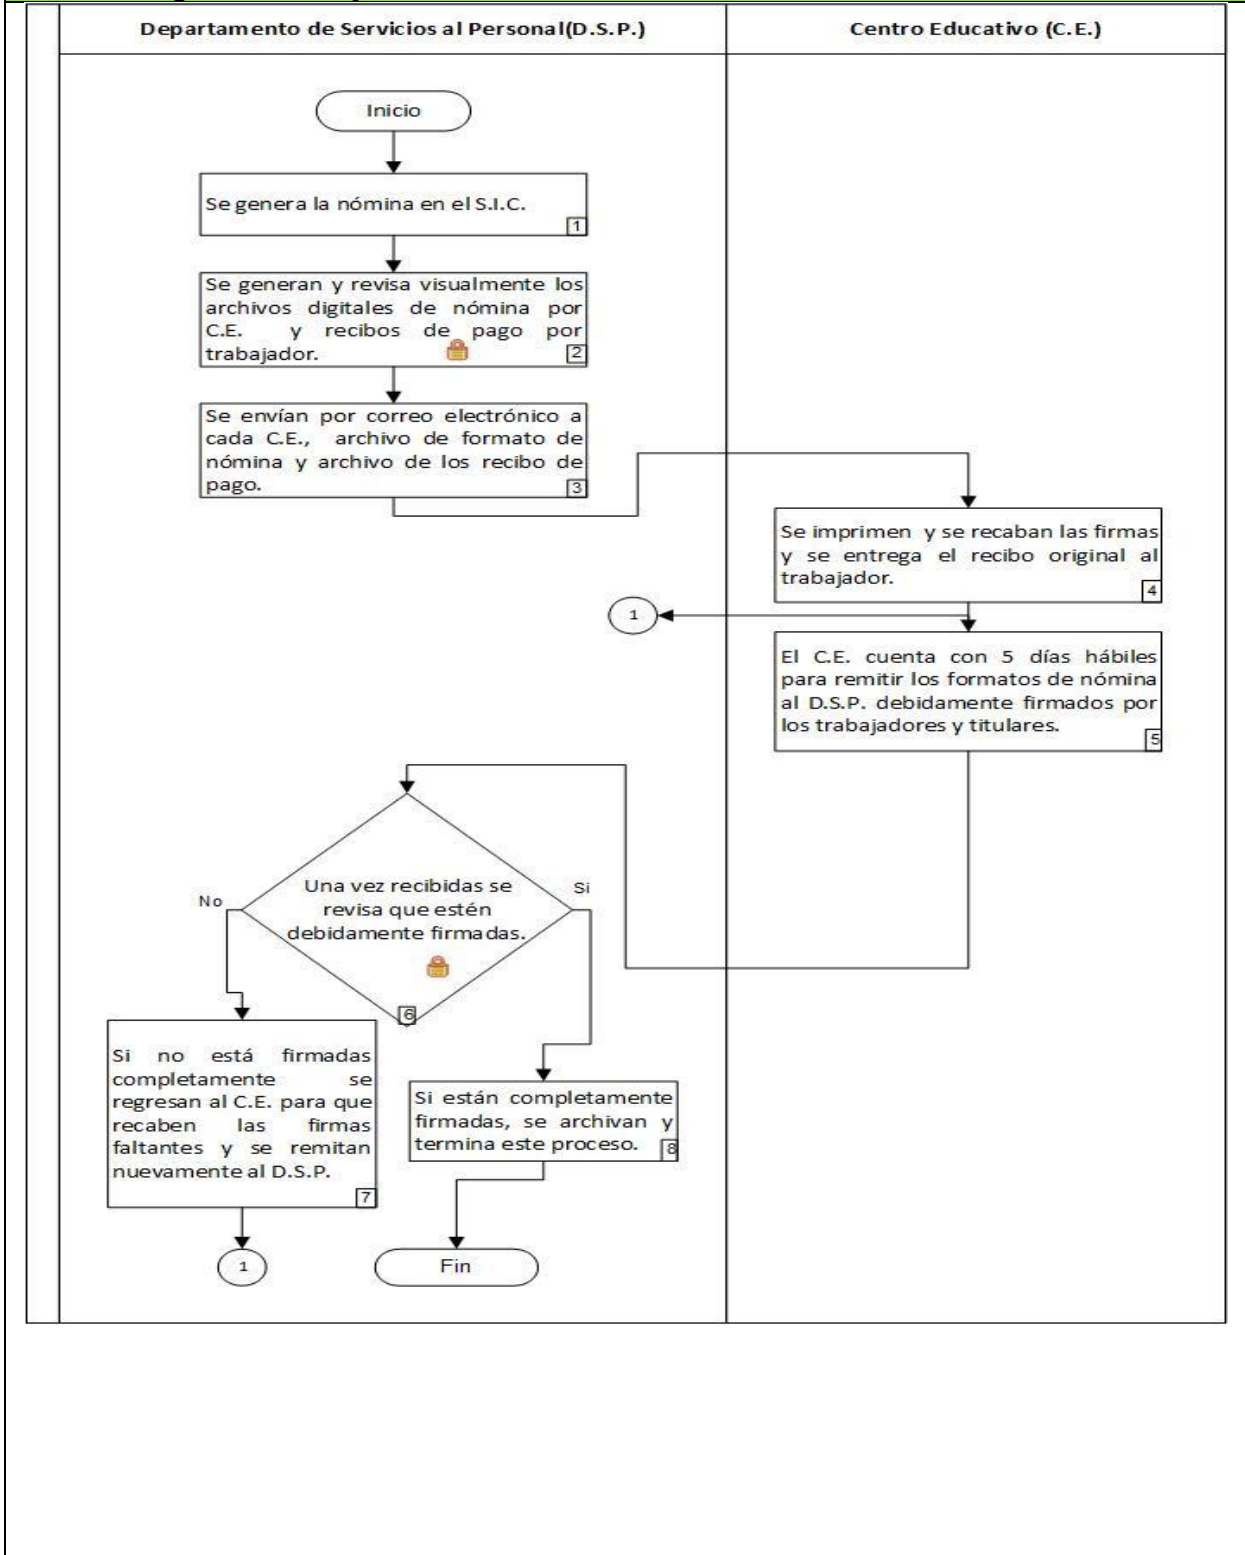 Departamento de Servicios al Personal(D.S.P.)
Centro Educativo (C.E.)
Inicio
Se genera la nómina en el S.I.C.
1
Se generan y revisa visualmente los
archivos digitales de nómina por
C.E. y recibos de pago por
trabajador.
2
Se envían por correo electrónico a
cada C.E., archivo de formato de
nómina y archivo de los recibo de
pago.
3
Se imprimen y se recaban las firmas
y se entrega el recibo original al
trabajador.
4
1
El C.E. cuenta con 5 días hábiles
para remitir los formatos de nómina
al D.S.P. debidamente firmados por
los trabajadores y titulares.
5
Una vez recibidas se
revisa que estén
debidamente firmadas.
6
No
Si
Si no está firmadas
completamente se
regresan al C.E. para que
recaben las firmas
faltantes y se remitan
nuevamente al D.S.P.
7
Si están completamente
firmadas, se archivan y
termina este proceso.
8
1
Fin